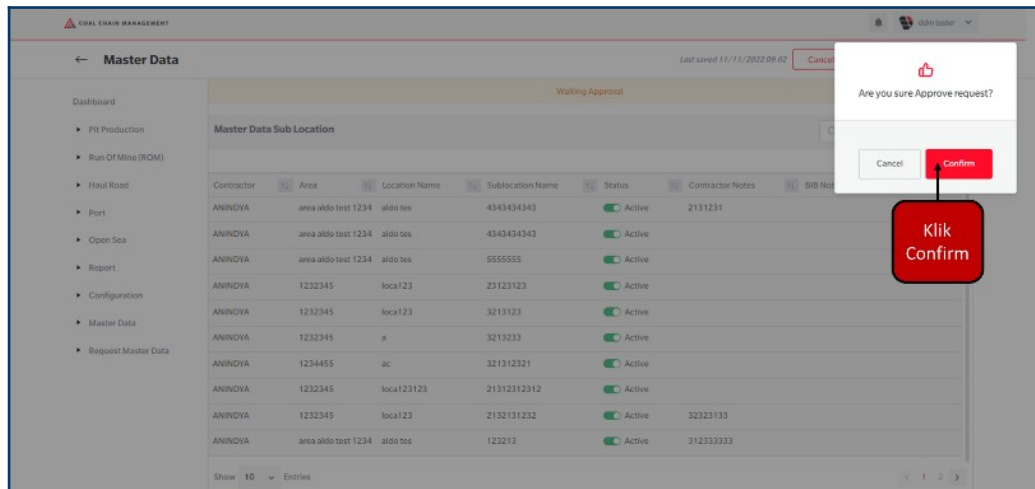 COAL CHAIN MANAGEMENT
ddm tester
← Master Data
Last saved 11/11/2022 09.02
Cancel
Are you sure Approve request?
Cancel
Confirm
Klik
Confirm
Waiting Approval
Dashboard
Pit Production
Run Of Mine (ROM)
Haul Road
Port
Open Sea
Report
Configuration
Master Data
Request Master Data
Master Data Sub Location
Contractor Area Location Name Sublocation Name Status Contractor Notes BIB
ANINDYA area aldo test 1234 aldo tes 4343434343 Active 2131231
ANINDYA area aldo test 1234 aldo tes 4343434343 Active
ANINDYA area aldo test 1234 aldo tes 5555555 Active
ANINDYA 1232345 loca123 23123123 Active
ANINDYA 1232345 loca123 3213123 Active
ANINDYA 1232345 x 3213233 Active
ANINDYA 1234455 ac 321312321 Active
ANINDYA 1232345 loca123123 21312312312 Active
ANINDYA 1232345 loca123 2132131232 Active 32323133
ANINDYA area aldo test 1234 aldo tes 123213 Active 312333333
Show 10 Entries
1 2